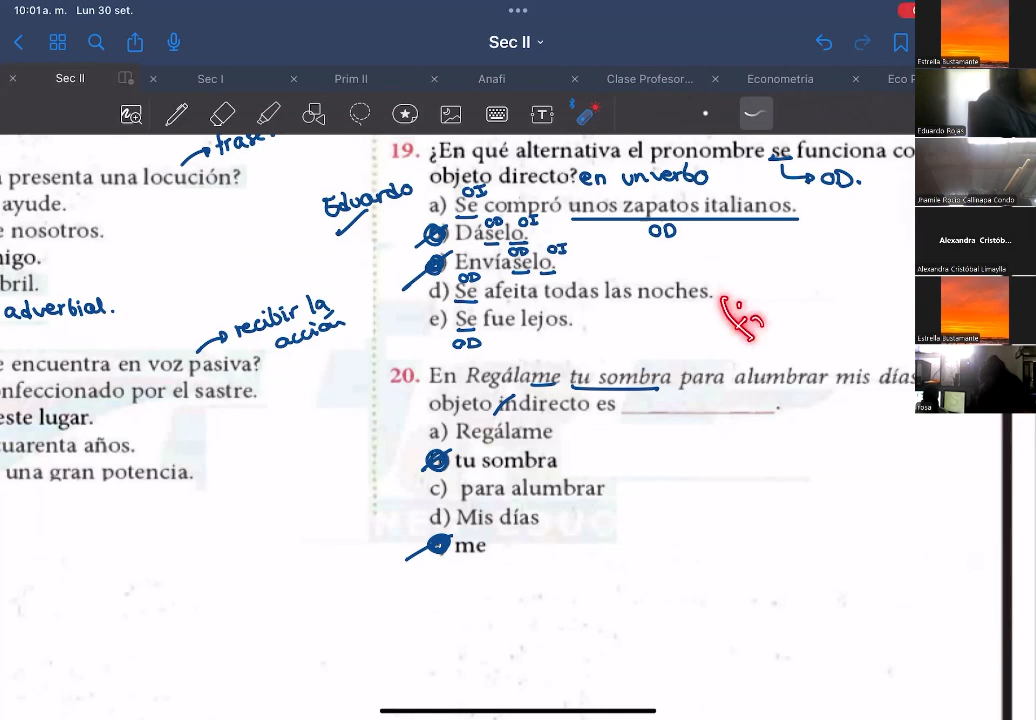 10:01 a. m. Lun 30 set.
Sec II
Sec II
Sec I
Prim II
Anafi
Clase Profesor...
Econometria
Eco P
a presenta una locución?
ayude.
e nosotros.
nigo.
bril.
adverbial.
recibir la
acción
e encuentra en voz pasiva?
onfeccionado por el sastre.
este lugar.
cuarenta años.
una gran potencia.
Eduardo
19. ¿En qué alternativa el pronombre se funciona co
objeto directo? en un verbo
OD.
OI
a) Se compró unos zapatos italianos.
OD OI
OD
Dáselo.
OD OI
Envíaselo.
OD
d) Se afeita todas las noches.
e) Se fue lejos.
OD
20. En Regálame tu sombra para alumbrar mis días
objeto indirecto es ____________.
a) Regálame
tu sombra
c) para alumbrar
d) Mis días
me
Estrella Bustamante
Eduardo Rojas
Jhamile Rocio Callinapa Condo
Alexandra Cristób...
Alexandra Cristóbal Limaylla
Estrella Bustamante
rosa